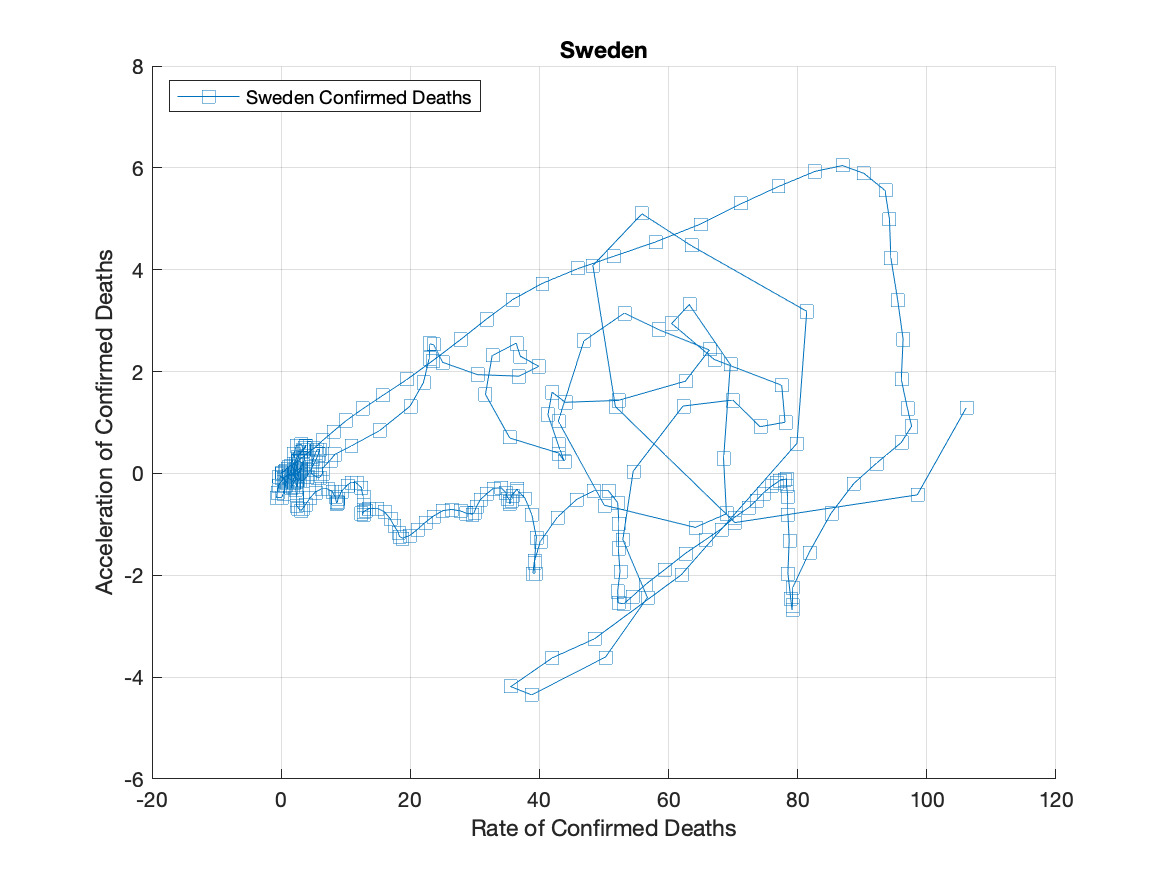 Sweden
8
Sweden Confirmed Deaths
6
4
2
0
-2
-4
-6
Acceleration of Confirmed Deaths
-20 0 20 40 60 80 100 120
Rate of Confirmed Deaths